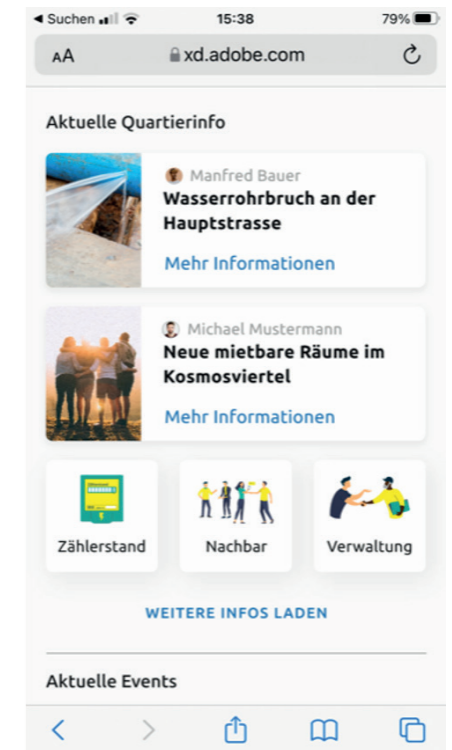 Suchen
15:38
79%
AA
xd.adobe.com
Aktuelle Quartierinfo
Manfred Bauer
Wasserrohrbruch an der
Hauptstrasse
Mehr Informationen
Michael Mustermann
Neue mietbare Räume im
Kosmosviertel
Mehr Informationen
Zählerstand
Nachbar
Verwaltung
WEITERE INFOS LADEN
Aktuelle Events